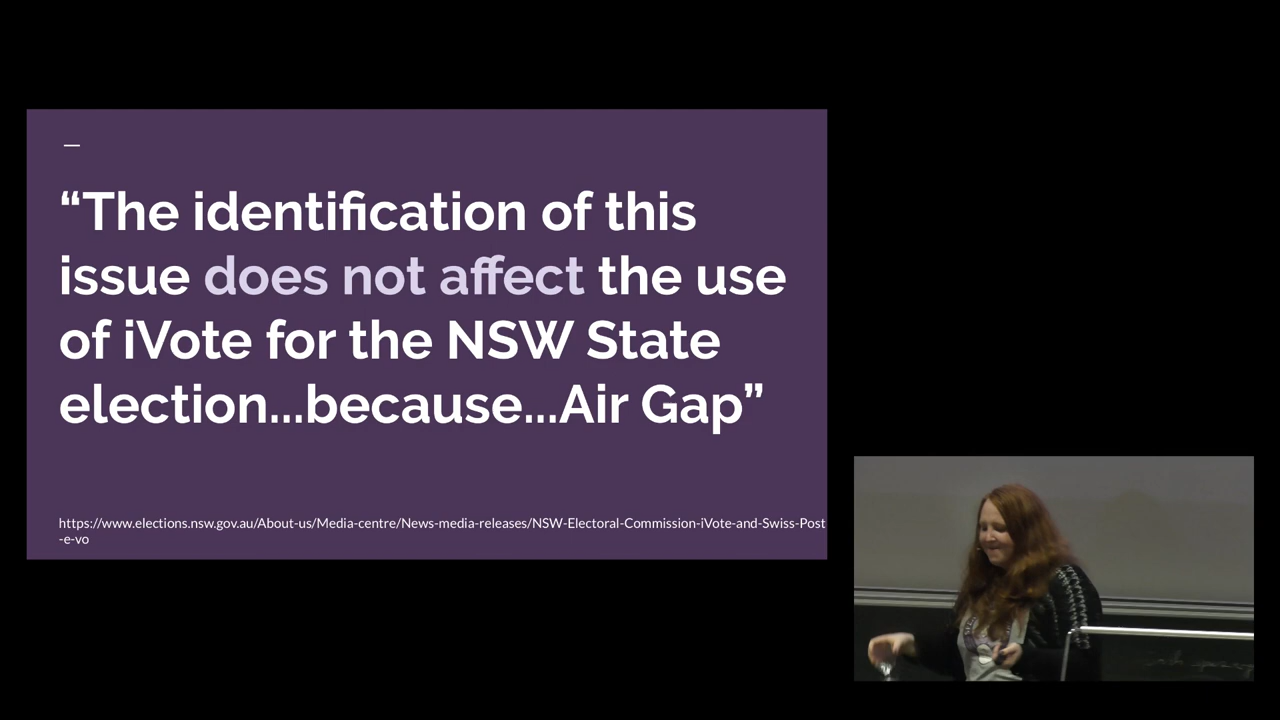 —
“The identification of this
issue does not affect the use
of iVote for the NSW State
election...because...Air Gap”
https://www.elections.nsw.gov.au/About-us/Media-centre/News-media-releases/NSW-Electoral-Commission-iVote-and-Swiss-Post
-e-vo